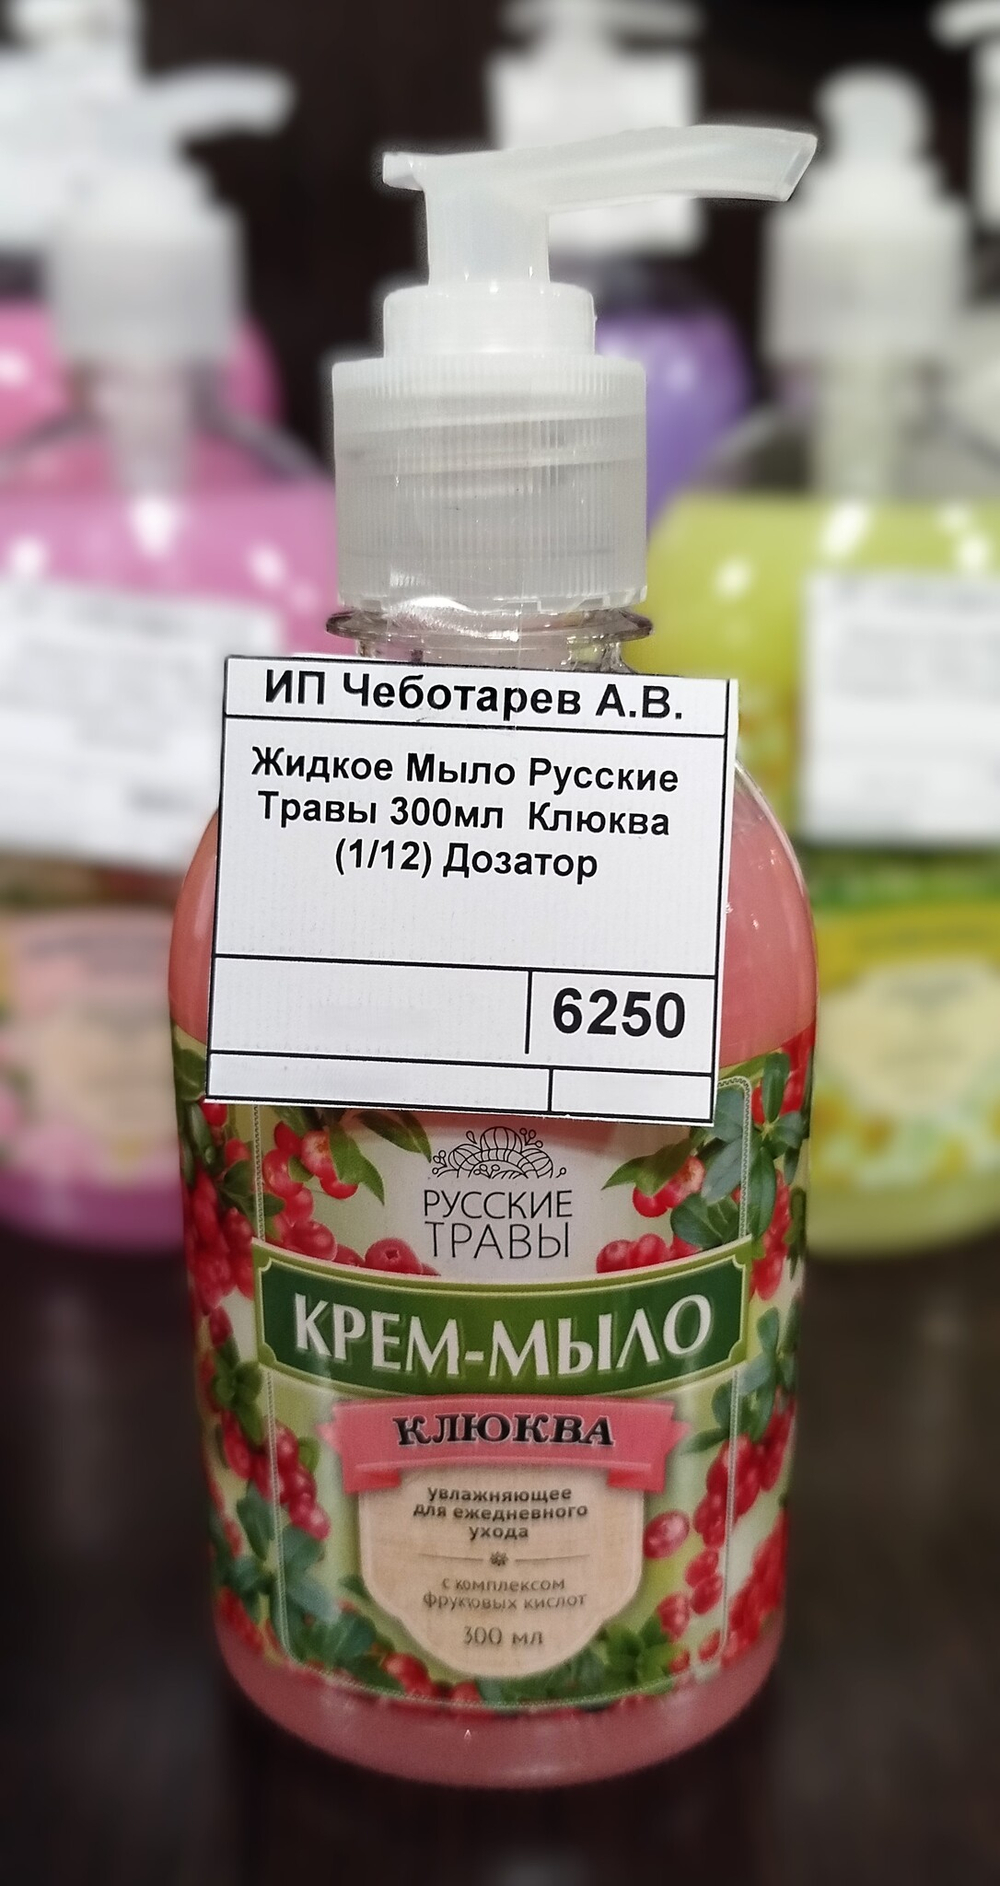 ИП Чеботарев А.В.
Жидкое Мыло Русские
Травы 300мл Клюква
(1/12) Дозатор
6250
РУССКИЕ
ТРАВЫ
КРЕМ-МЫЛО
КЛЮКВА
увлажняющее
для ежедневного
ухода
с комплексом
фруктовых кислот
300 мл